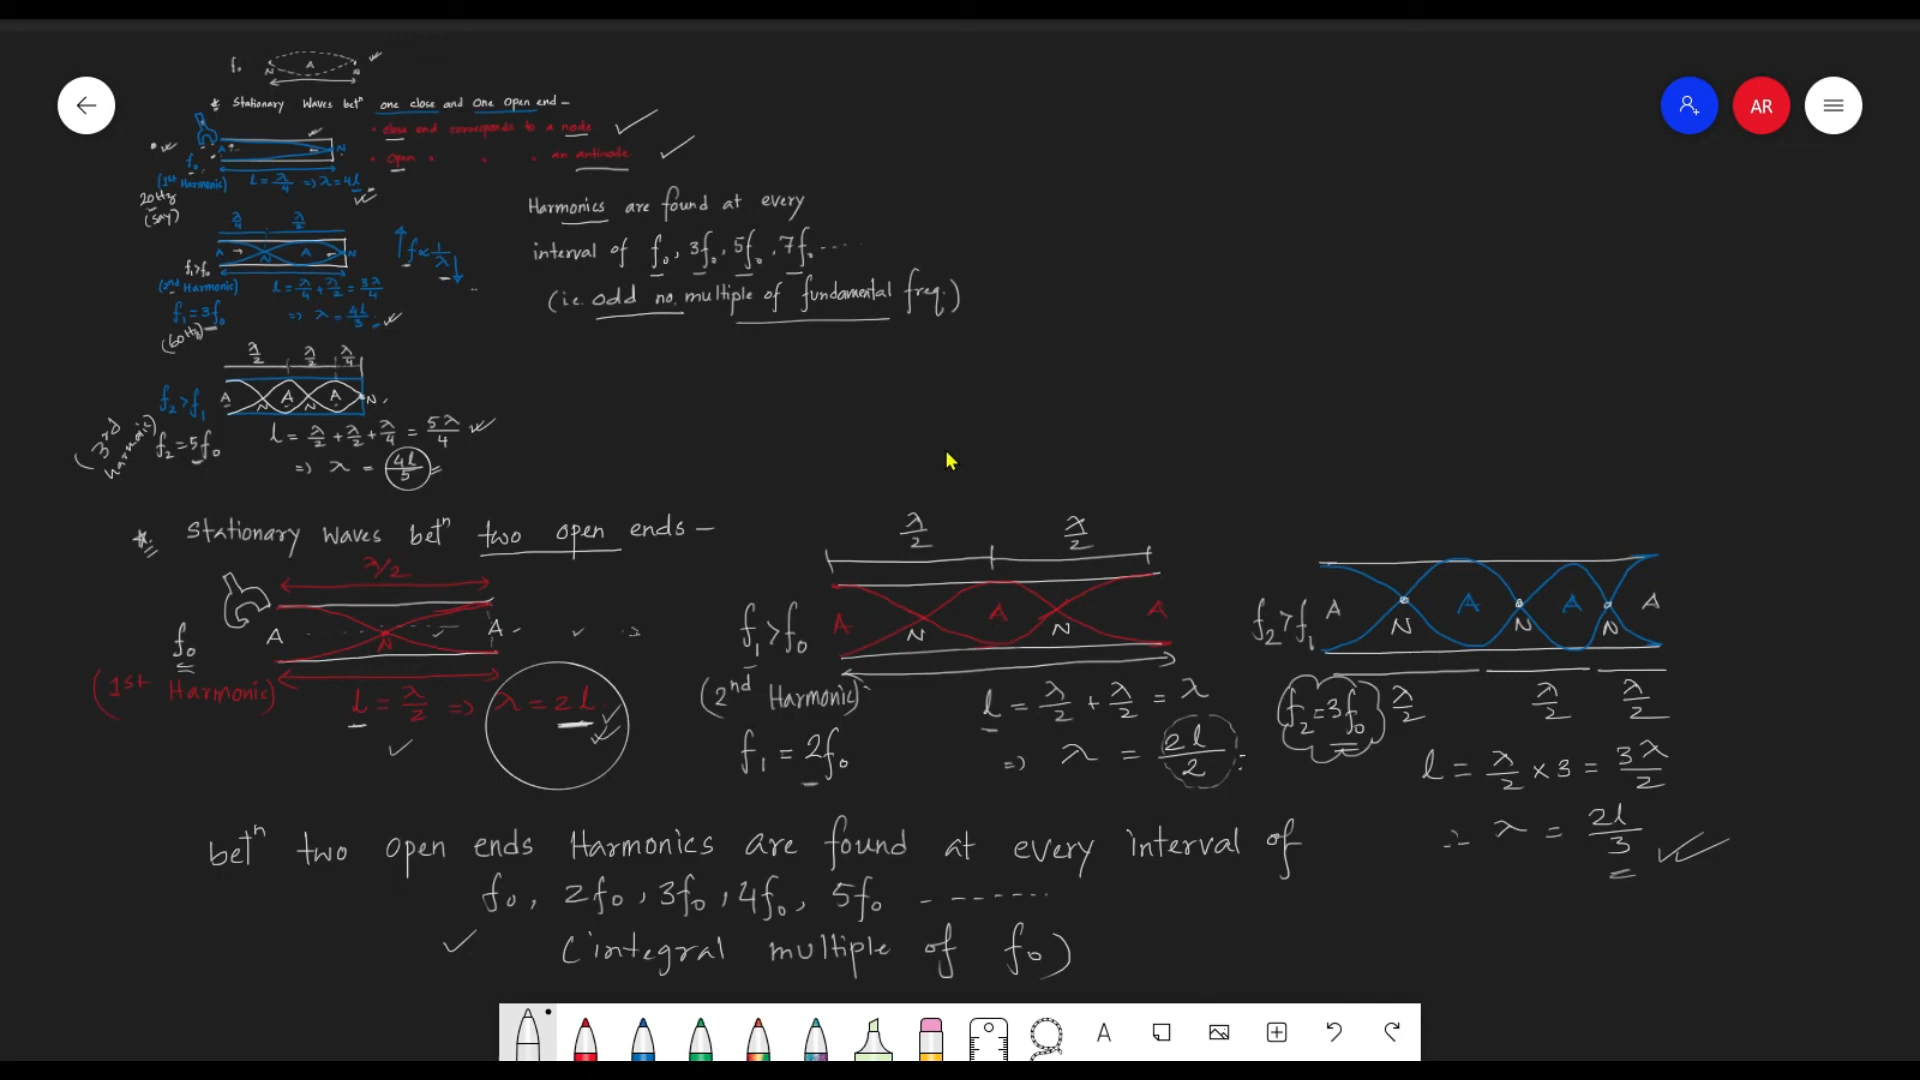 f₀
N A N
* Stationary Waves betⁿ one close and One Open end –
• close end corresponds to a node
• open " " " an antinode
A N
f₀
(1st Harmonic) l = λ/4 => λ = 4l
20Hz
(say)
λ/4 λ/2
A N A N
f₁>f₀
(2nd Harmonic) l = λ/4 + λ/2 = 3λ/4
f₁ = 3f₀ => λ = 4l/3
(60Hz)
f ∝ 1/λ
Harmonics are found at every
interval of f₀, 3f₀, 5f₀, 7f₀ ......
(i.e. odd no. multiple of fundamental freq.)
λ/2 λ/2 λ/4
f₂>f₁ A N A N A N
(3rd harmonic) f₂ = 5f₀ l = λ/2 + λ/2 + λ/4 = 5λ/4
=> λ = 4l/5 =
* Stationary Waves betⁿ two open ends –
λ/2
f₀ A N A
(1st Harmonic) l = λ/2 => λ = 2l
λ/2 λ/2
f₁>f₀ A N A N A
(2nd Harmonic) l = λ/2 + λ/2 = λ
f₁ = 2f₀ => λ = 2l/2
f₂>f₁ A N A N A N A
f₂=3f₀ λ/2 λ/2 λ/2
l = λ/2 × 3 = 3λ/2
∴ λ = 2l/3
betⁿ two open ends Harmonics are found at every interval of
f₀, 2f₀, 3f₀, 4f₀, 5f₀ -------
(integral multiple of f₀)
AR
A